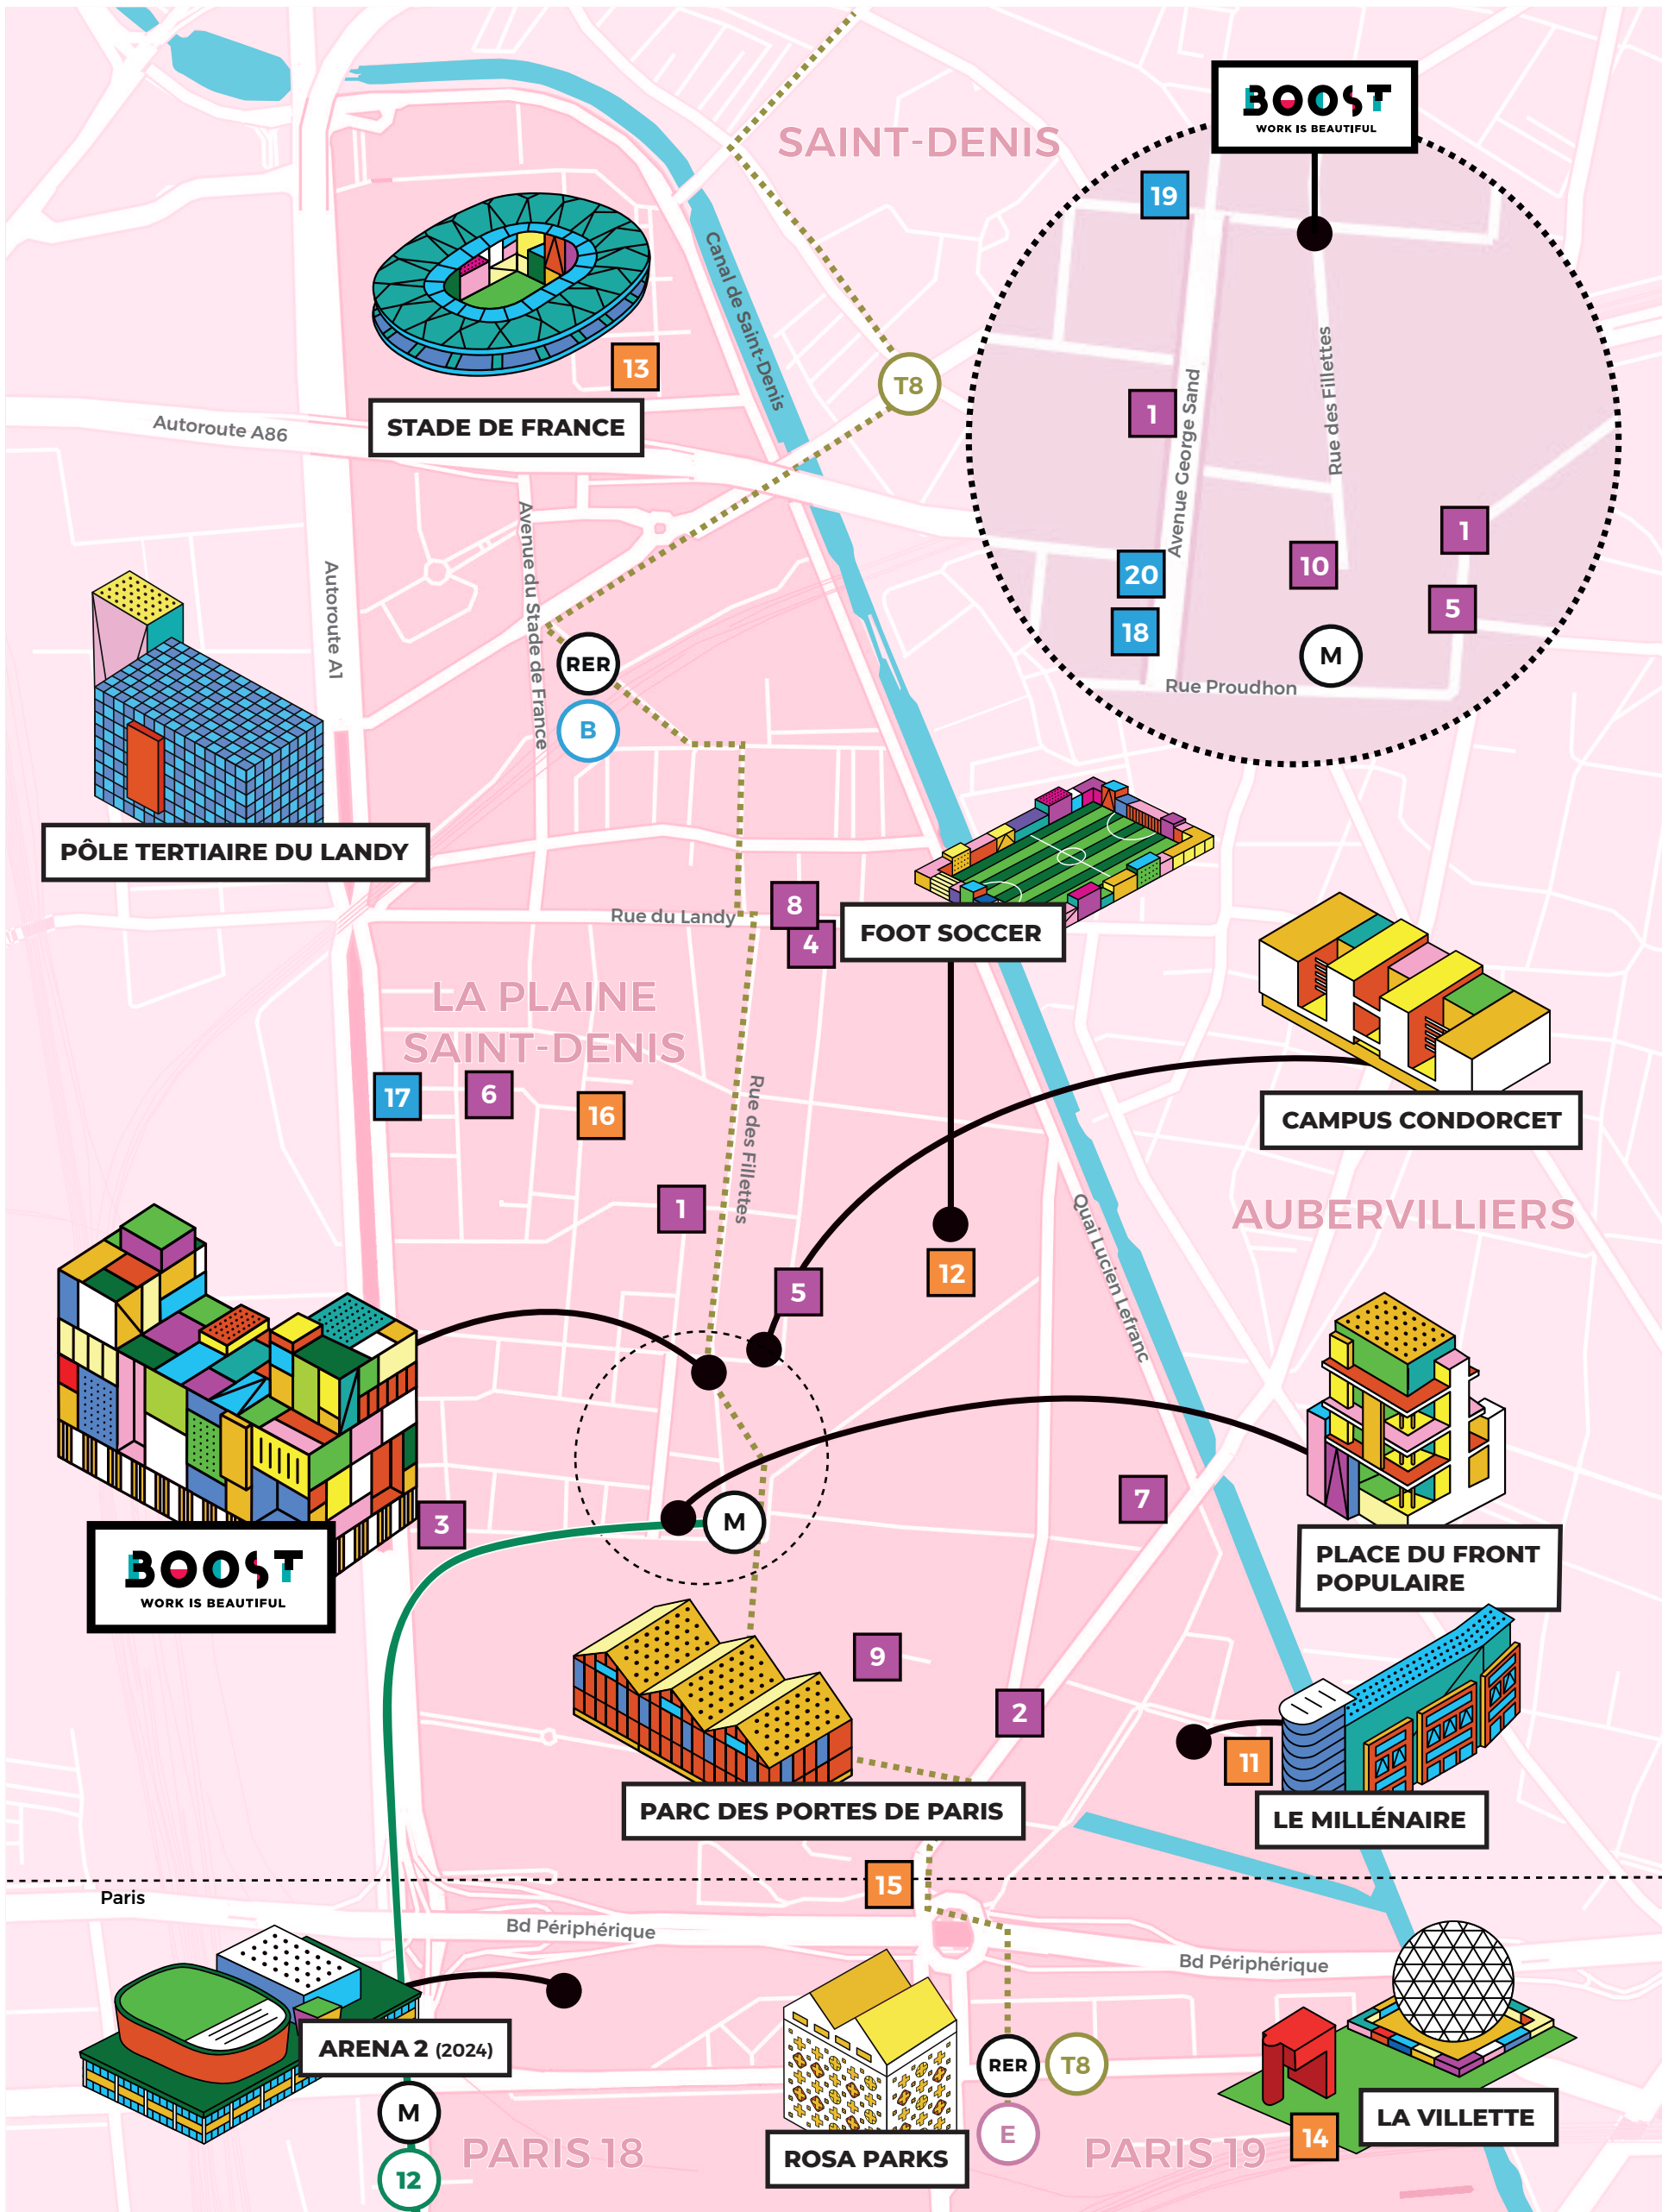 BOOST
WORK IS BEAUTIFUL
SAINT-DENIS
19
Canal de Saint-Denis
13
STADE DE FRANCE
T8
Autoroute A86
1
Avenue George Sand
Rue des Fillettes
1
10
20
5
18
M
Rue Proudhon
Avenue du Stade de France
Autoroute A1
RER
B
PÔLE TERTIAIRE DU LANDY
8
Rue du Landy
4
FOOT SOCCER
LA PLAINE
SAINT-DENIS
17
6
16
Rue des Fillettes
CAMPUS CONDORCET
1
AUBERVILLIERS
Quai Lucien Lefranc
12
5
7
3
M
BOOST
WORK IS BEAUTIFUL
PLACE DU FRONT
POPULAIRE
9
2
11
PARC DES PORTES DE PARIS
LE MILLÉNAIRE
15
Paris
Bd Périphérique
Bd Périphérique
ARENA 2 (2024)
RER
T8
M
E
LA VILLETTE
14
PARIS 18
ROSA PARKS
PARIS 19
12